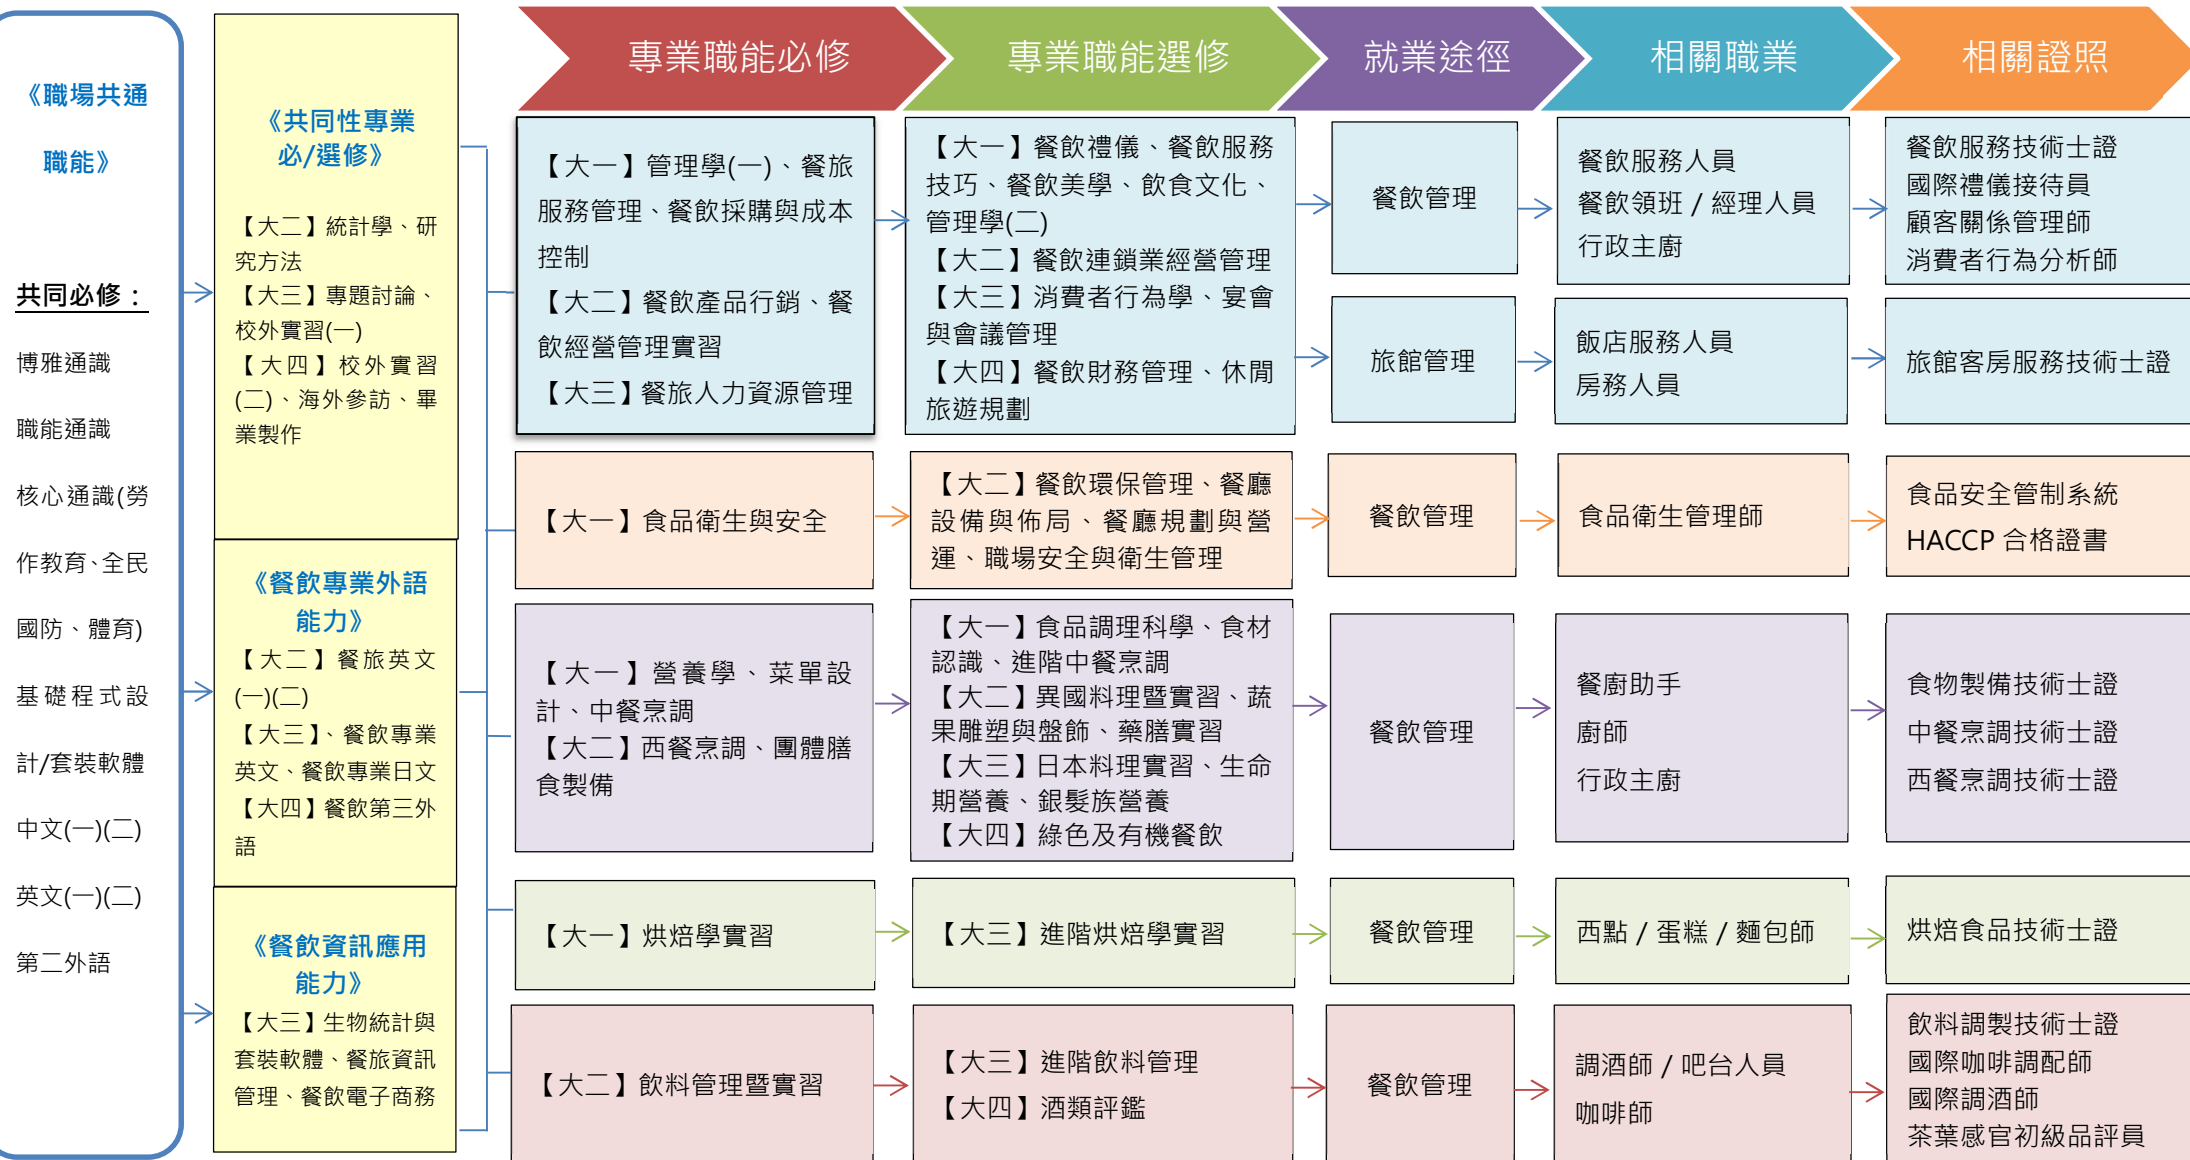 《職場共通
職能》
共同必修：
博雅通識
職能通識
核心通識(勞
作教育、全民
國防、體育)
基礎程式設
計/套裝軟體
中文(一)(二)
英文(一)(二)
第二外語
《共同性專業
必/選修》
【大二】統計學、研
究方法
【大三】專題討論、
校外實習(一)
【大四】校外實習
(二)、海外參訪、畢
業製作
《餐飲專業外語
能力》
【大二】餐旅英文
(一)(二)
【大三】、餐飲專業
英文、餐飲專業日文
【大四】餐飲第三外
語
《餐飲資訊應用
能力》
【大三】生物統計與
套裝軟體、餐旅資訊
管理、餐飲電子商務
專業職能必修
專業職能選修
就業途徑
相關職業
相關證照
【大一】管理學(一)、餐旅
服務管理、餐飲採購與成本
控制
【大二】餐飲產品行銷、餐
飲經營管理實習
【大三】餐旅人力資源管理
【大一】餐飲禮儀、餐飲服務
技巧、餐飲美學、飲食文化、
管理學(二)
【大二】餐飲連鎖業經營管理
【大三】消費者行為學、宴會
與會議管理
【大四】餐飲財務管理、休閒
旅遊規劃
餐飲管理
餐飲服務人員
餐飲領班 / 經理人員
行政主廚
餐飲服務技術士證
國際禮儀接待員
顧客關係管理師
消費者行為分析師
旅館管理
飯店服務人員
房務人員
旅館客房服務技術士證
【大一】食品衛生與安全
【大二】餐飲環保管理、餐廳
設備與佈局、餐廳規劃與營
運、職場安全與衛生管理
餐飲管理
食品衛生管理師
食品安全管制系統
HACCP 合格證書
【大一】營養學、菜單設
計、中餐烹調
【大二】西餐烹調、團體膳
食製備
【大一】食品調理科學、食材
認識、進階中餐烹調
【大二】異國料理暨實習、蔬
果雕塑與盤飾、藥膳實習
【大三】日本料理實習、生命
期營養、銀髮族營養
【大四】綠色及有機餐飲
餐飲管理
餐廚助手
廚師
行政主廚
食物製備技術士證
中餐烹調技術士證
西餐烹調技術士證
【大一】烘焙學實習
【大三】進階烘焙學實習
餐飲管理
西點 / 蛋糕 / 麵包師
烘焙食品技術士證
【大二】飲料管理暨實習
【大三】進階飲料管理
【大四】酒類評鑑
餐飲管理
調酒師 / 吧台人員
咖啡師
飲料調製技術士證
國際咖啡調配師
國際調酒師
茶葉感官初級品評員